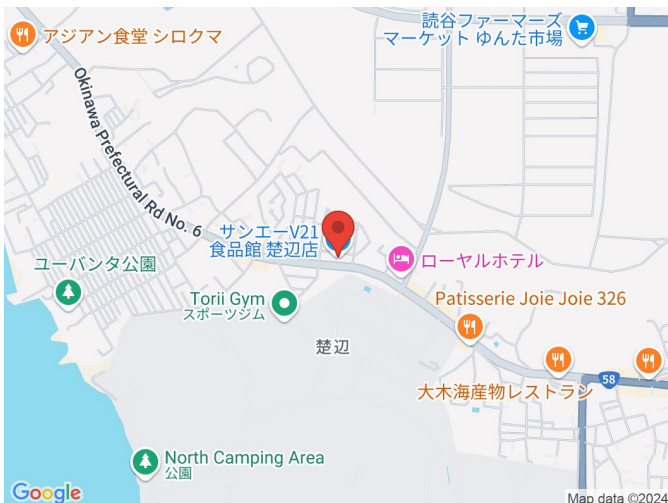 読谷ファーマーズ
マーケット ゆんた市場
アジアン食堂 シロクマ
Okinawa Prefectural Rd No. 6
サンエーV21
食品館 楚辺店
ローヤルホテル
ユーバンタ公園
Torii Gym
スポーツジム
Patisserie Joie Joie 326
楚辺
58
大木海産物レストラン
North Camping Area
公園
Google
Map data ©2024